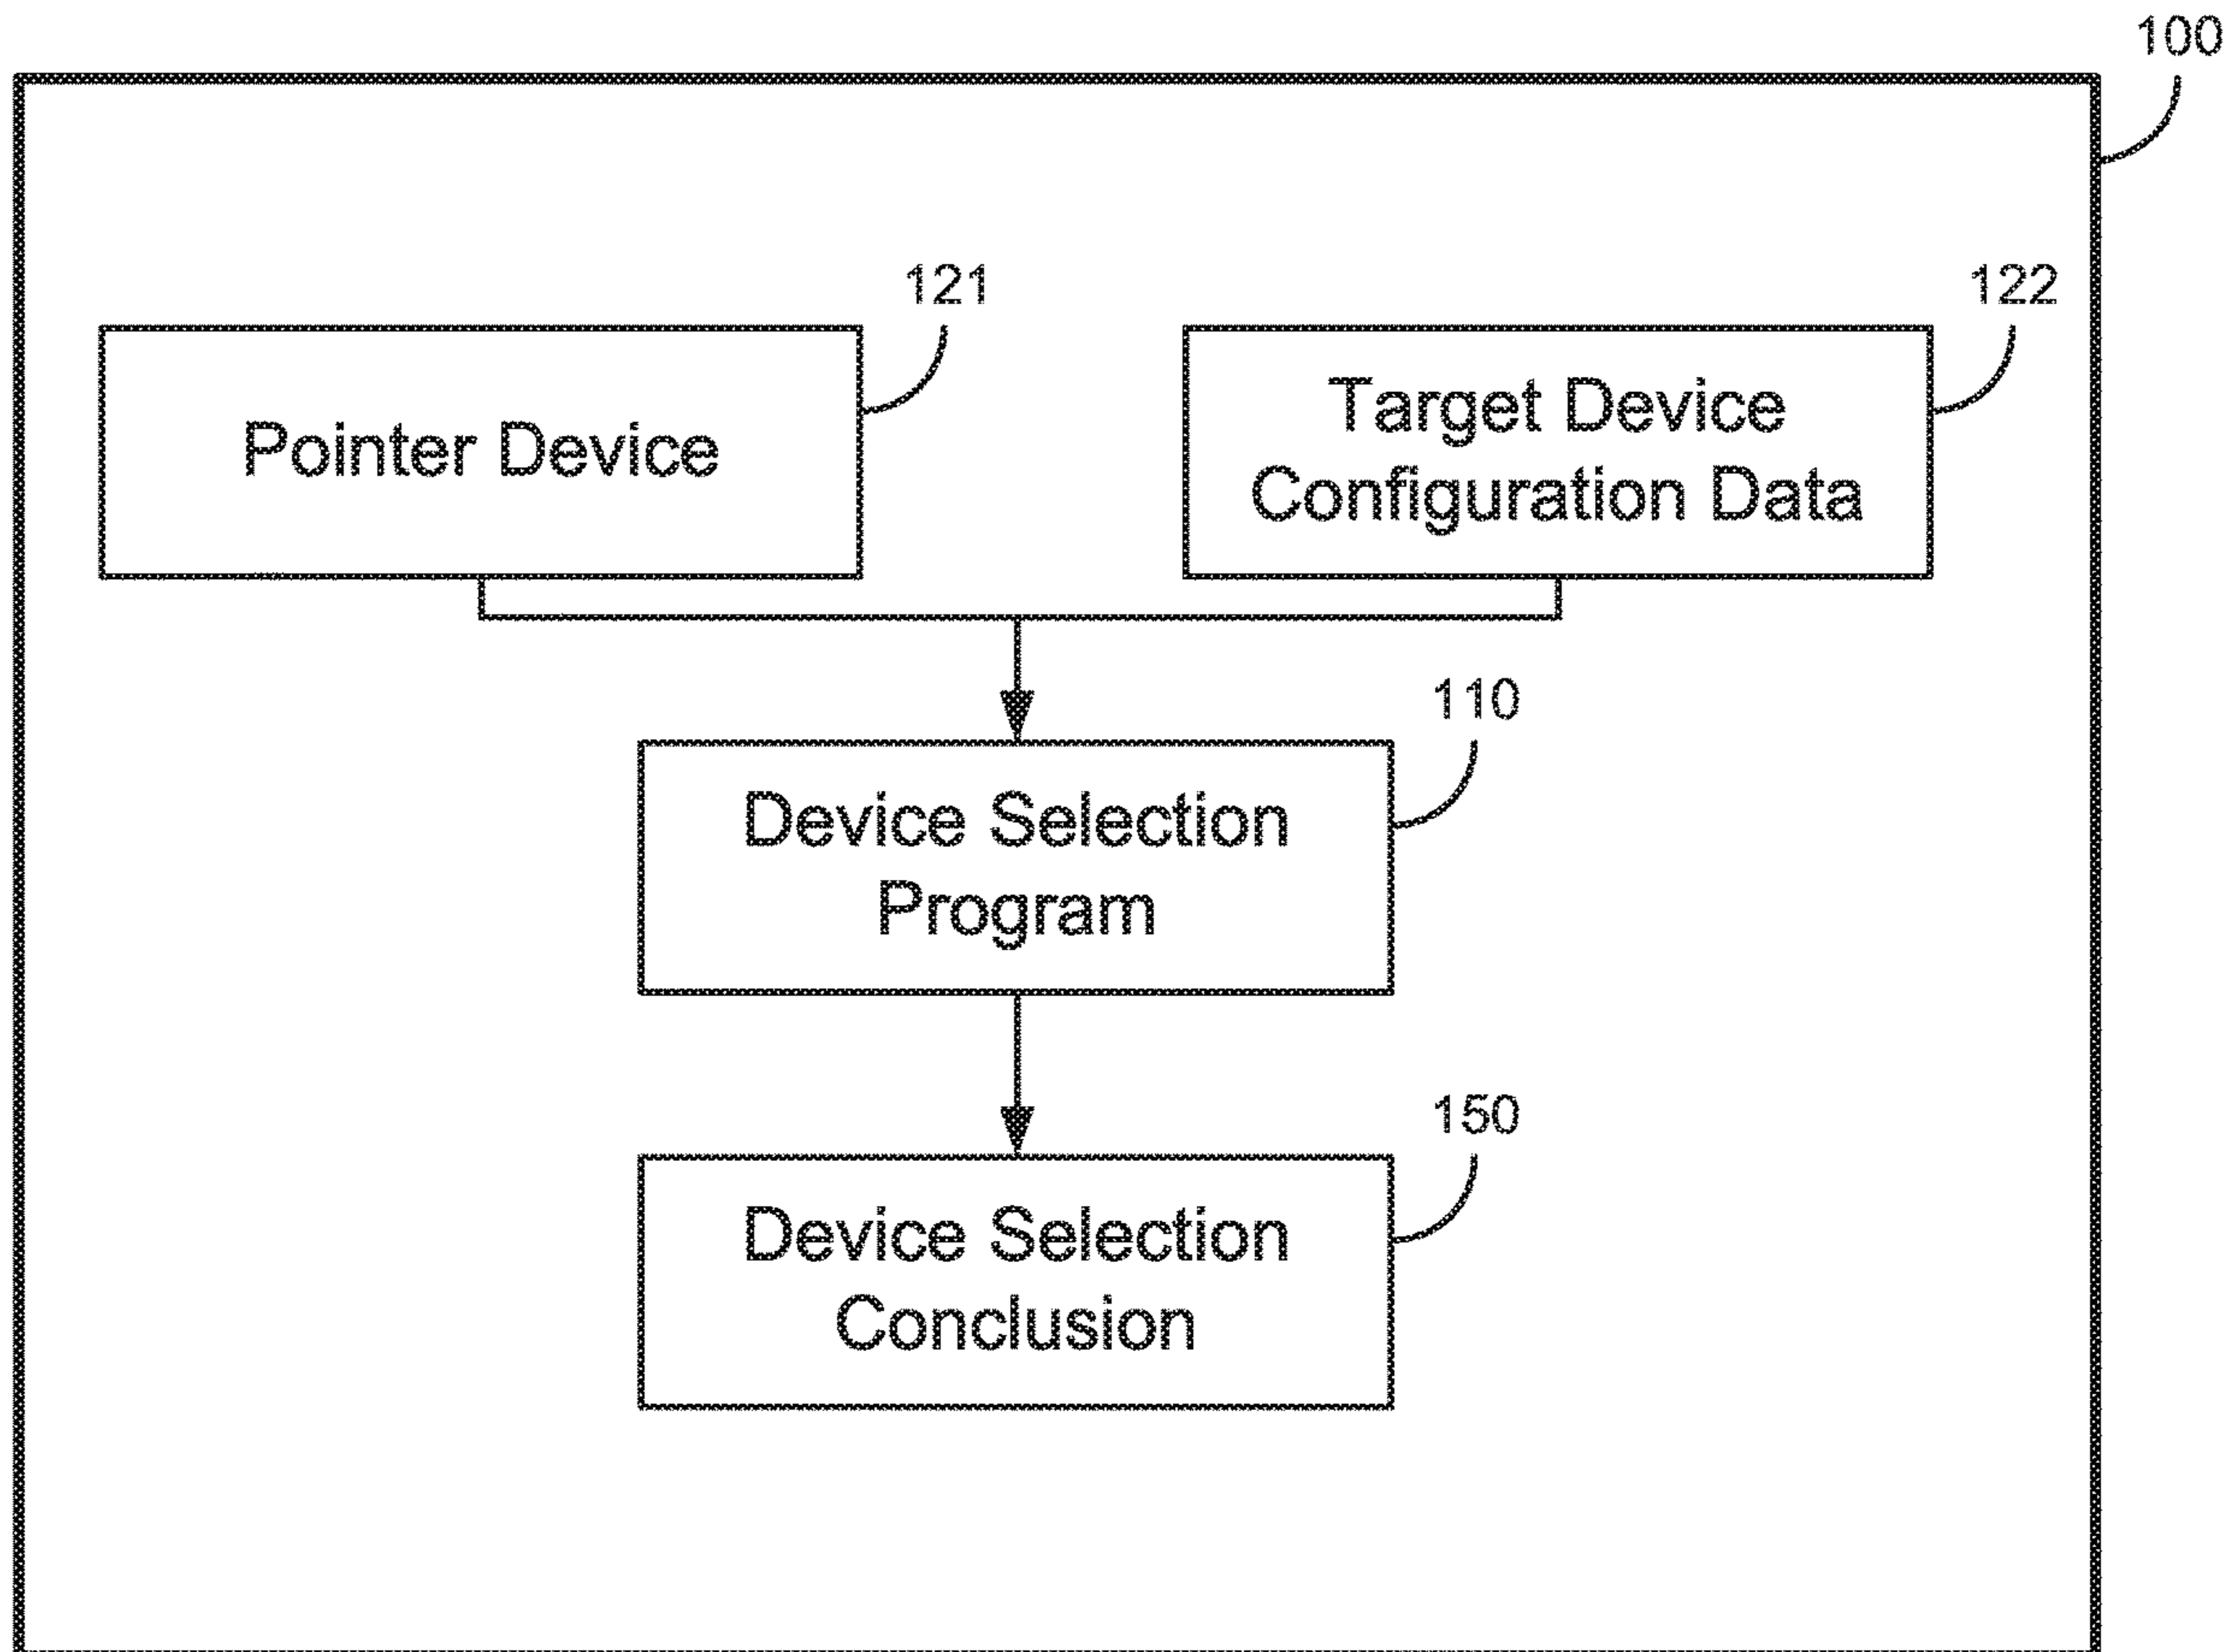 100
121
122
Pointer Device
Target Device
Configuration Data
110
Device Selection
Program
150
Device Selection
Conclusion